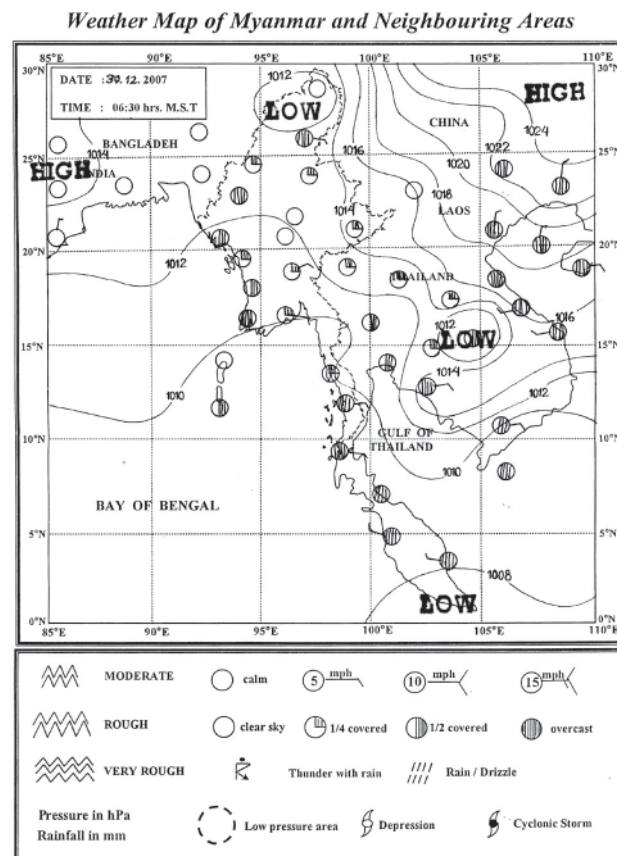 Weather Map of Myanmar and Neighbouring Areas
DATE : 30.12. 2007
TIME : 06:30 hrs. M.S.T
30°N
25°N
20°N
15°N
10°N
5°N
0°N
1012
LOW
HIGH
CHINA
1024
1022
1020
1018
1016
BANGLADEH
1014
HIGH
INDIA
LAOS
1014
1012
THAILAND
1012
LOW
1016
1014
1012
1010
GULF OF
THAILAND
1010
BAY OF BENGAL
1008
LOW
85°E
90°E
95°E
100°E
105°E
110°E
MODERATE
calm
5 mph
10 mph
15 mph
ROUGH
clear sky
1/4 covered
1/2 covered
overcast
VERY ROUGH
Thunder with rain
Rain / Drizzle
Pressure in hPa
Rainfall in mm
Low pressure area
Depression
Cyclonic Storm